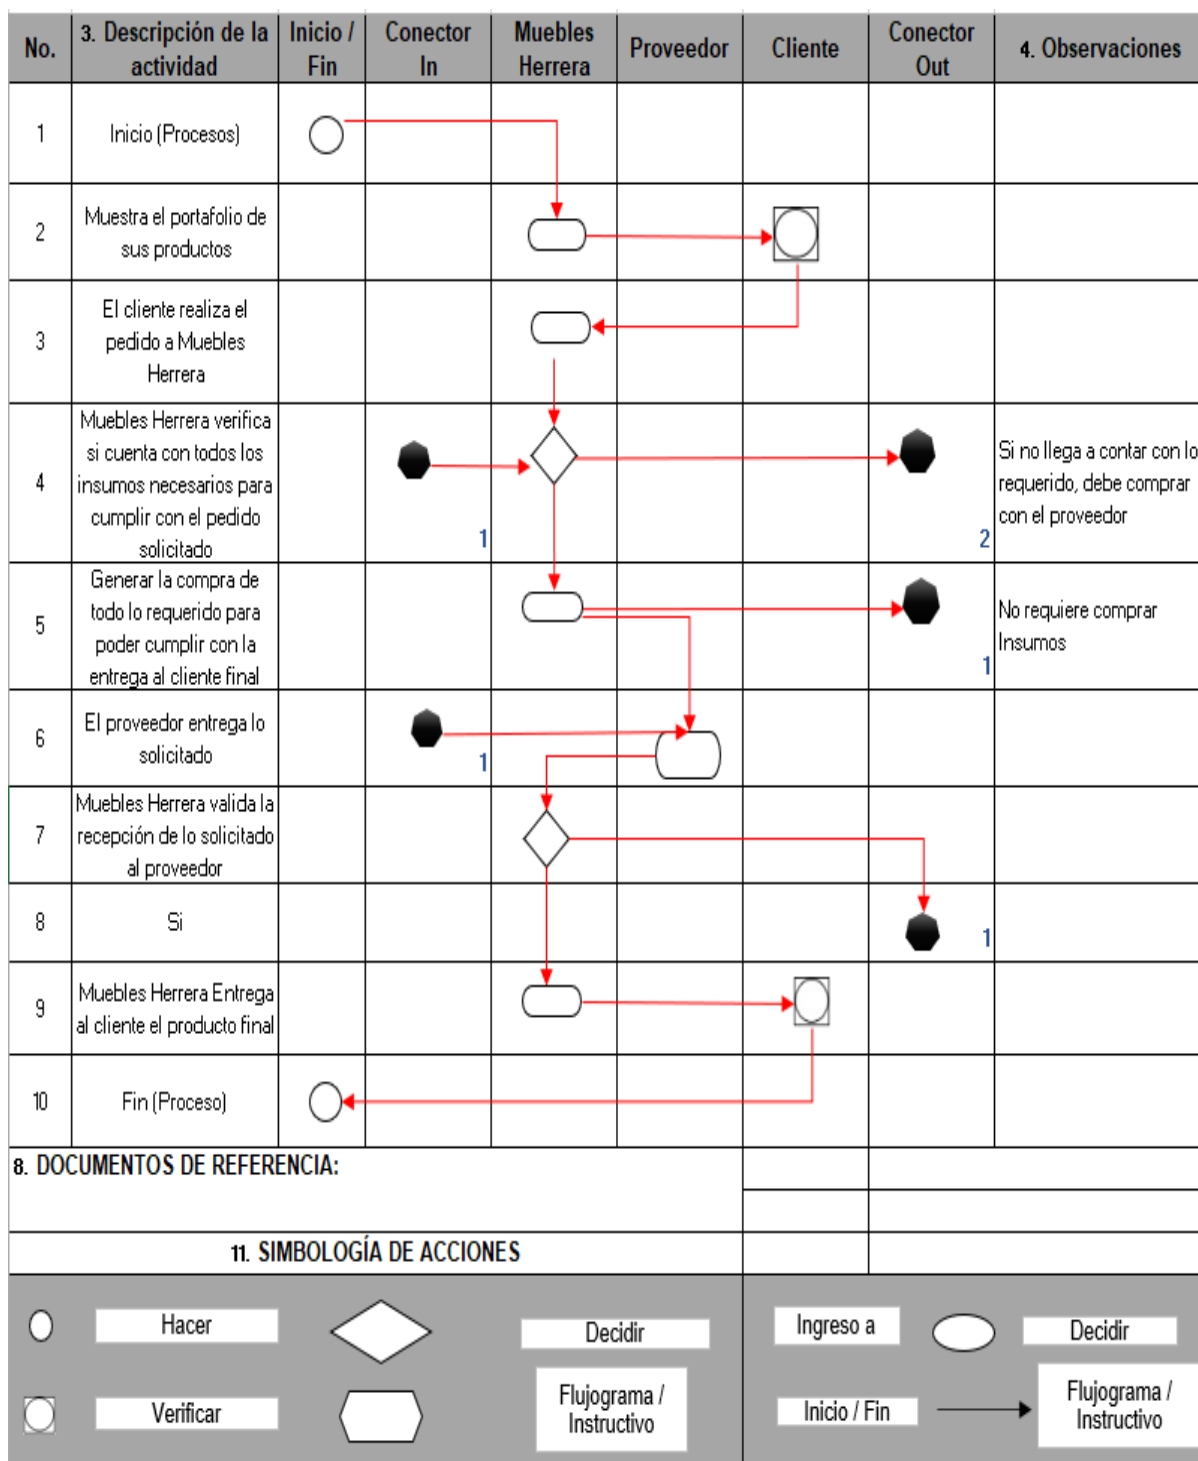 No.
3. Descripción de la
actividad
Inicio /
Fin
Conector
In
Muebles
Herrera
Proveedor
Cliente
Conector
Out
4. Observaciones
1
Inicio (Procesos)
2
Muestra el portafolio de
sus productos
3
El cliente realiza el
pedido a Muebles
Herrera
4
Muebles Herrera verifica
si cuenta con todos los
insumos necesarios para
cumplir con el pedido
solicitado
1
2
Si no llega a contar con lo
requerido, debe comprar
con el proveedor
5
Generar la compra de
todo lo requerido para
poder cumplir con la
entrega al cliente final
1
No requiere comprar
Insumos
6
El proveedor entrega lo
solicitado
1
7
Muebles Herrera valida la
recepción de lo solicitado
al proveedor
8
Si
1
9
Muebles Herrera Entrega
al cliente el producto final
10
Fin (Proceso)
8. DOCUMENTOS DE REFERENCIA:
11. SIMBOLOGÍA DE ACCIONES
Hacer
Decidir
Ingreso a
Decidir
Verificar
Flujograma /
Instructivo
Inicio / Fin
Flujograma /
Instructivo